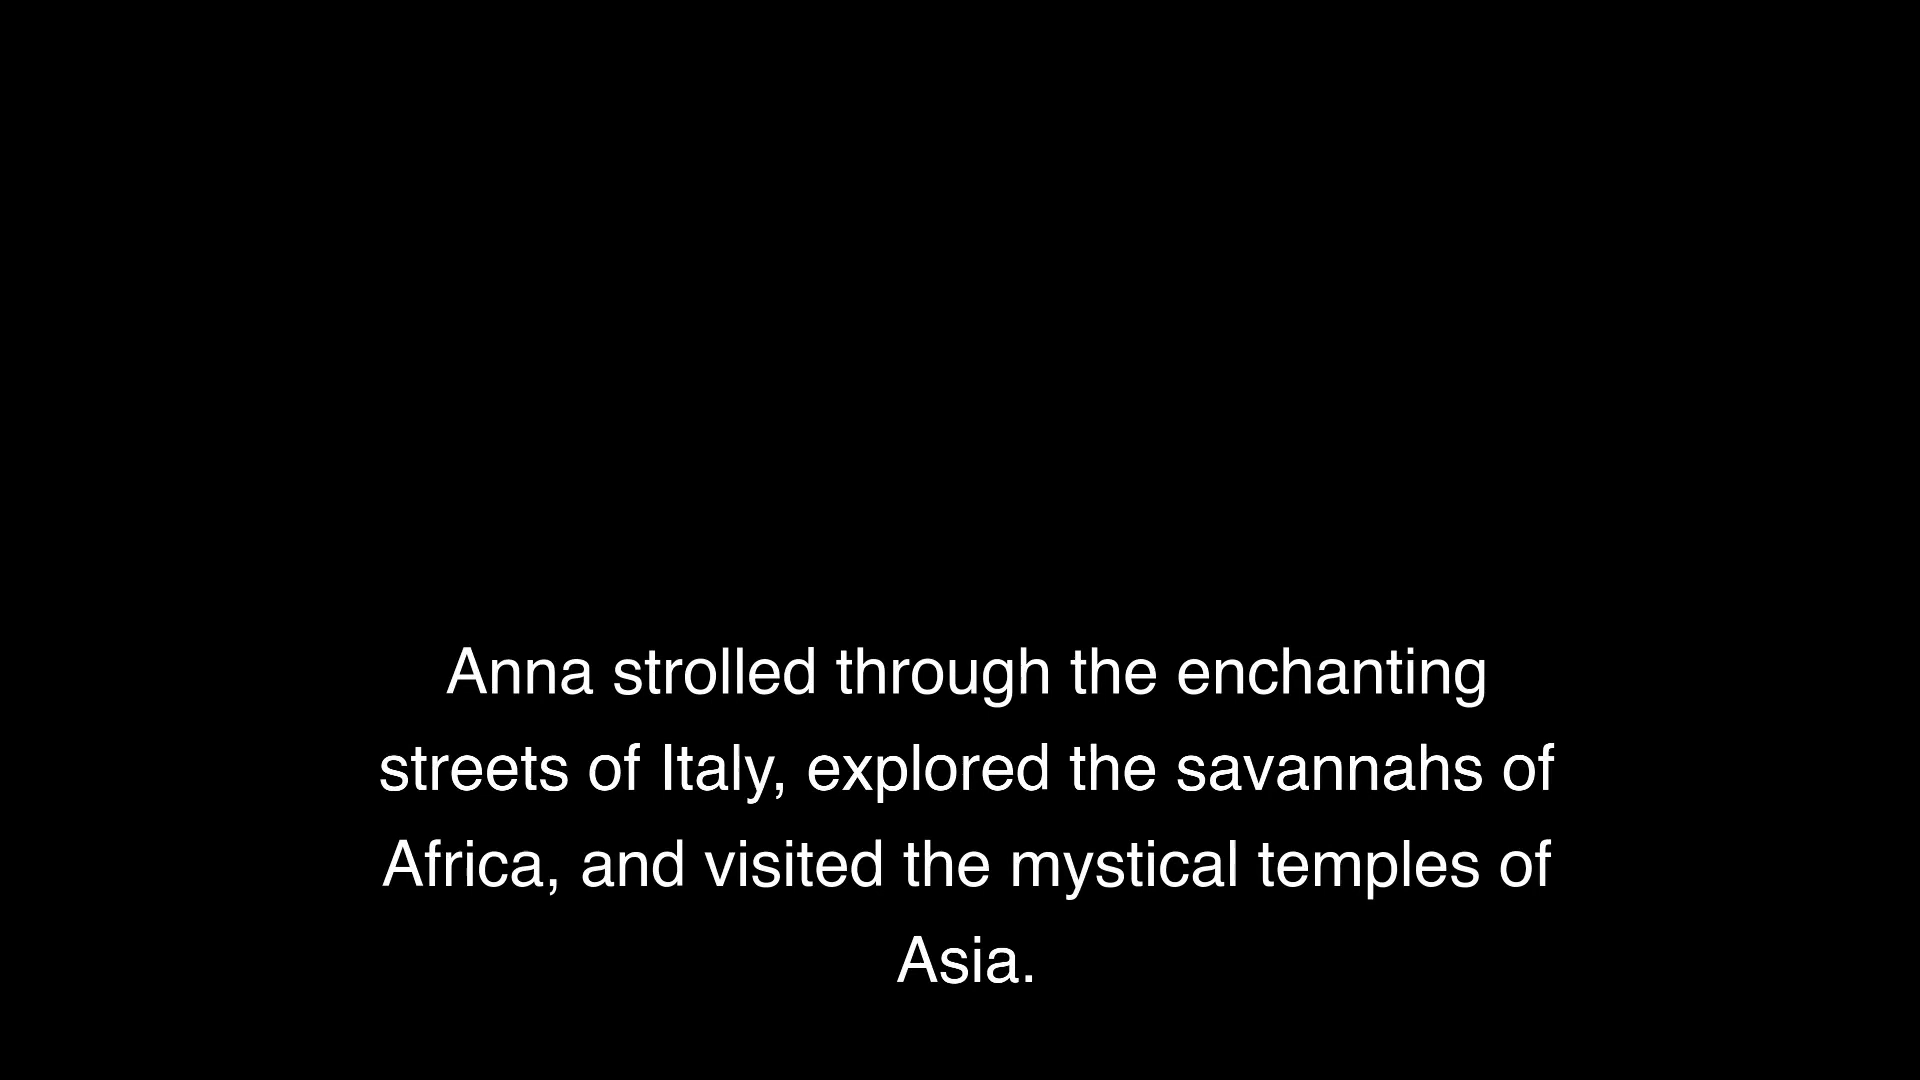 Anna strolled through the enchanting
streets of Italy, explored the savannahs of
Africa, and visited the mystical temples of
Asia.